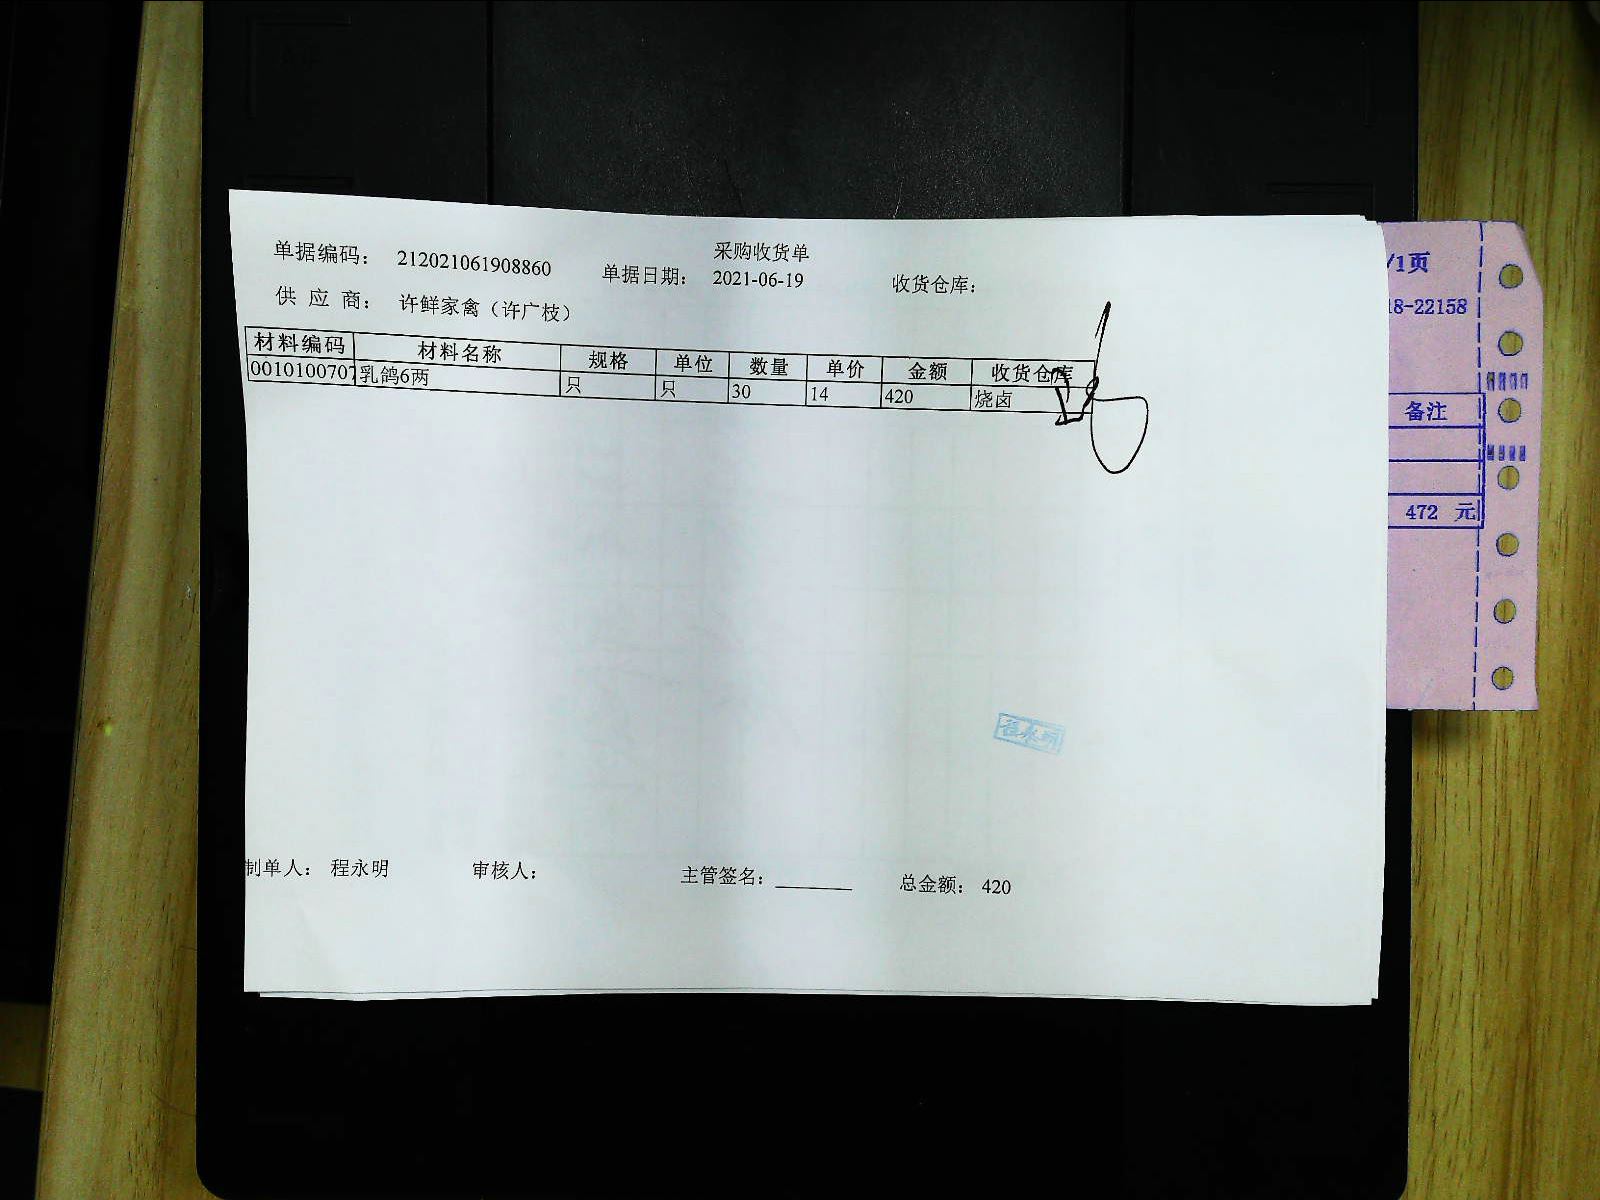 采购收货单
单据编码： 212021061908860 单据日期： 2021-06-19 收货仓库：
供 应 商： 许鲜家禽（许广枝）
材料编码 材料名称 规格 单位 数量 单价 金额 收货仓库
0010100707 乳鸽6两 只 只 30 14 420 烧卤
程永明
制单人： 程永明 审核人： 主管签名：________ 总金额： 420
/1页
18-22158
备注
472 元